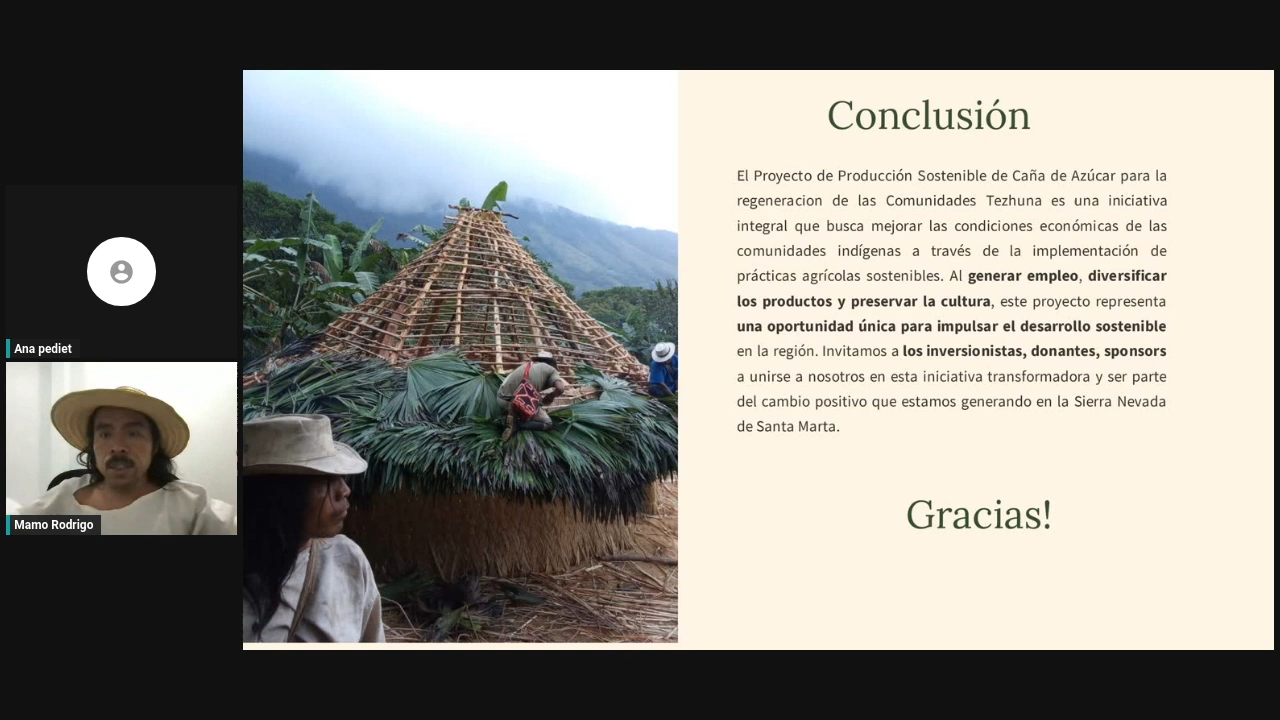 Conclusión
El Proyecto de Producción Sostenible de Caña de Azúcar para la
regeneracion de las Comunidades Tezhuna es una iniciativa
integral que busca mejorar las condiciones económicas de las
comunidades indígenas a través de la implementación de
prácticas agrícolas sostenibles. Al generar empleo, diversificar
los productos y preservar la cultura, este proyecto representa
una oportunidad única para impulsar el desarrollo sostenible
en la región. Invitamos a los inversionistas, donantes, sponsors
a unirse a nosotros en esta iniciativa transformadora y ser parte
del cambio positivo que estamos generando en la Sierra Nevada
de Santa Marta.
Gracias!
Ana pediet
Mamo Rodrigo